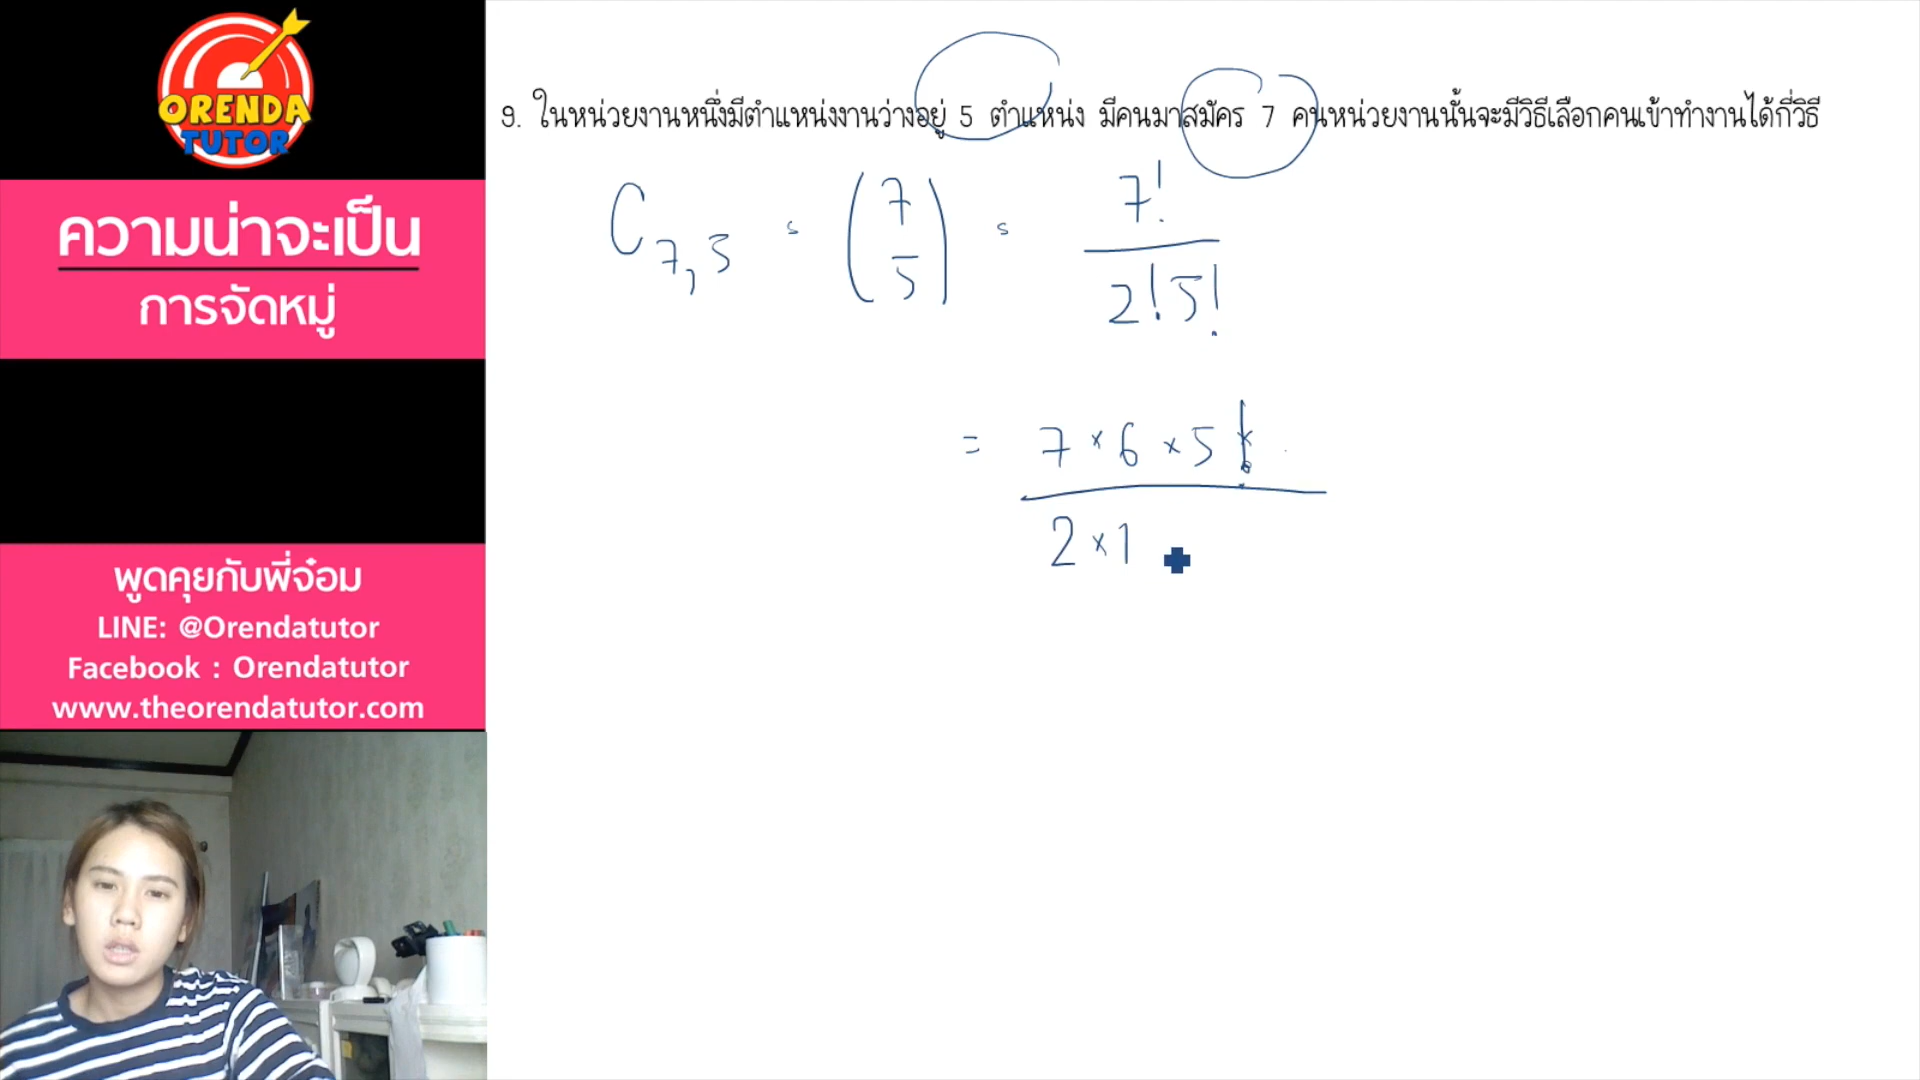 ORENDA
TUTOR
ความน่าจะเป็น
การจัดหมู่
พูดคุยกับพี่จ๋อม
LINE: @Orendatutor
Facebook : Orendatutor
www.theorendatutor.com
9. ในหน่วยงานหนึ่งมีตำแหน่งงานว่างอยู่ 5 ตำแหน่ง มีคนมาสมัคร 7 คนหน่วยงานนั้นจะมีวิธีเลือกคนเข้าทำงานได้กี่วิธี
C 7,5 = (7 5) = 7! / 2!5!
= 7 × 6 × 5!
2 × 1